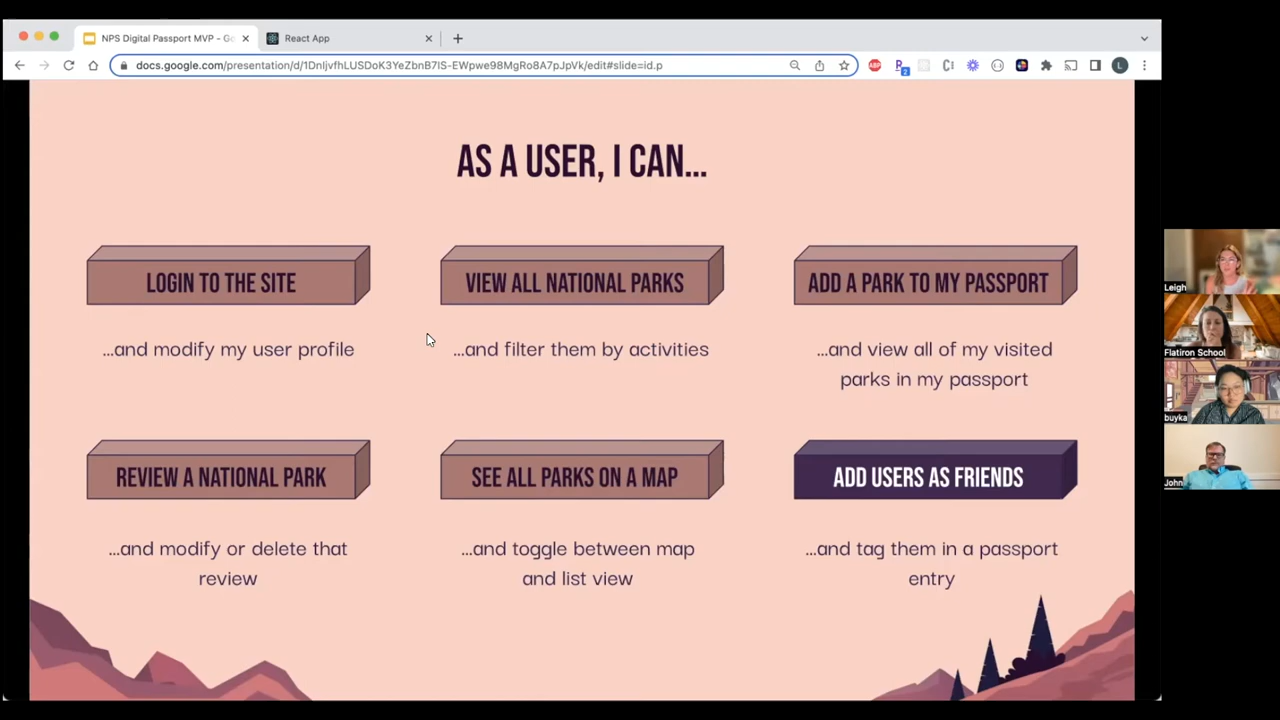 NPS Digital Passport MVP - Go
React App
docs.google.com/presentation/d/1DnIjvfhLUSDoK3YeZbnB7lS-EWpwe98MgRo8A7pJpVk/edit#slide=id.p
ABP
2
L
AS A USER, I CAN...
LOGIN TO THE SITE
...and modify my user profile
VIEW ALL NATIONAL PARKS
...and filter them by activities
ADD A PARK TO MY PASSPORT
...and view all of my visited
parks in my passport
REVIEW A NATIONAL PARK
...and modify or delete that
review
SEE ALL PARKS ON A MAP
...and toggle between map
and list view
ADD USERS AS FRIENDS
...and tag them in a passport
entry
Leigh
Flatiron School
buyka
John